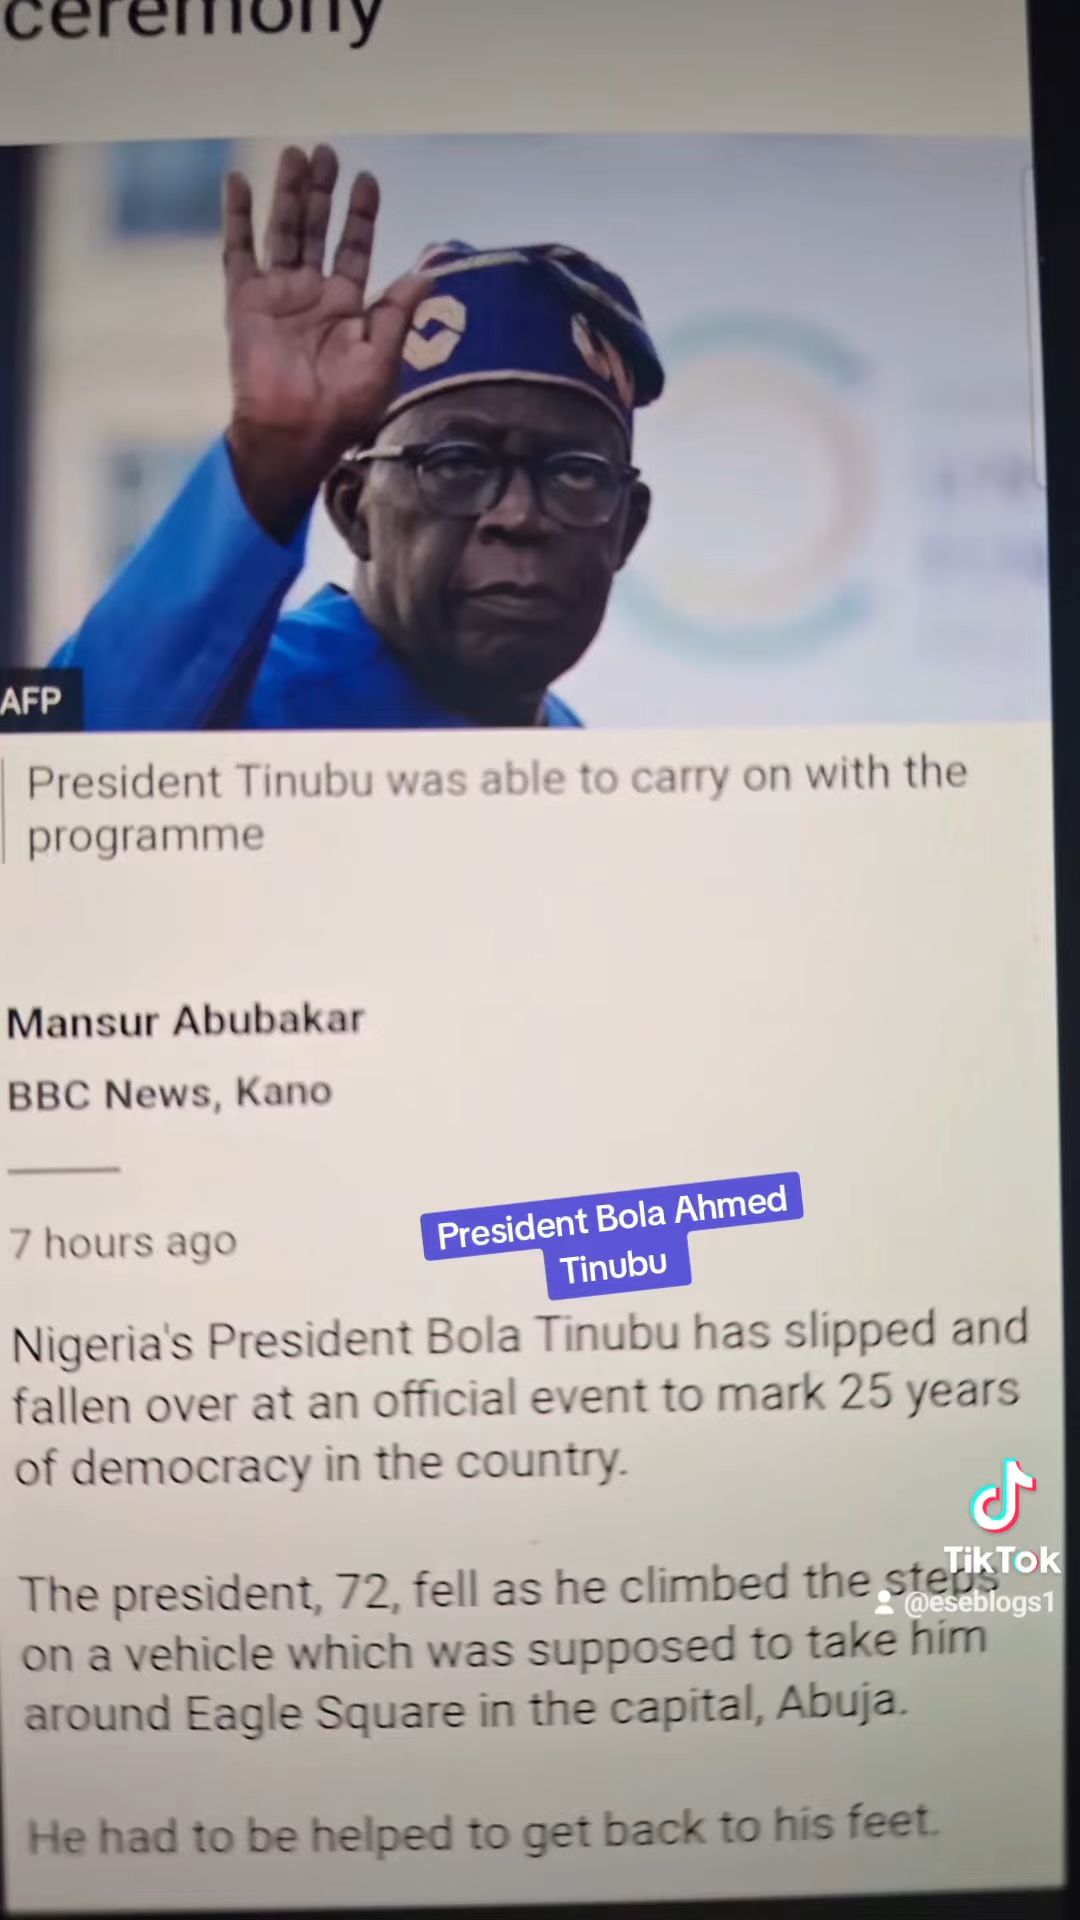 ceremony
AFP
President Tinubu was able to carry on with the
programme
Mansur Abubakar
BBC News, Kano
7 hours ago
President Bola Ahmed
Tinubu
Nigeria's President Bola Tinubu has slipped and
fallen over at an official event to mark 25 years
of democracy in the country.
The president, 72, fell as he climbed the steps
on a vehicle which was supposed to take him
around Eagle Square in the capital, Abuja.
He had to be helped to get back to his feet.
TikTok
@eseblogs1